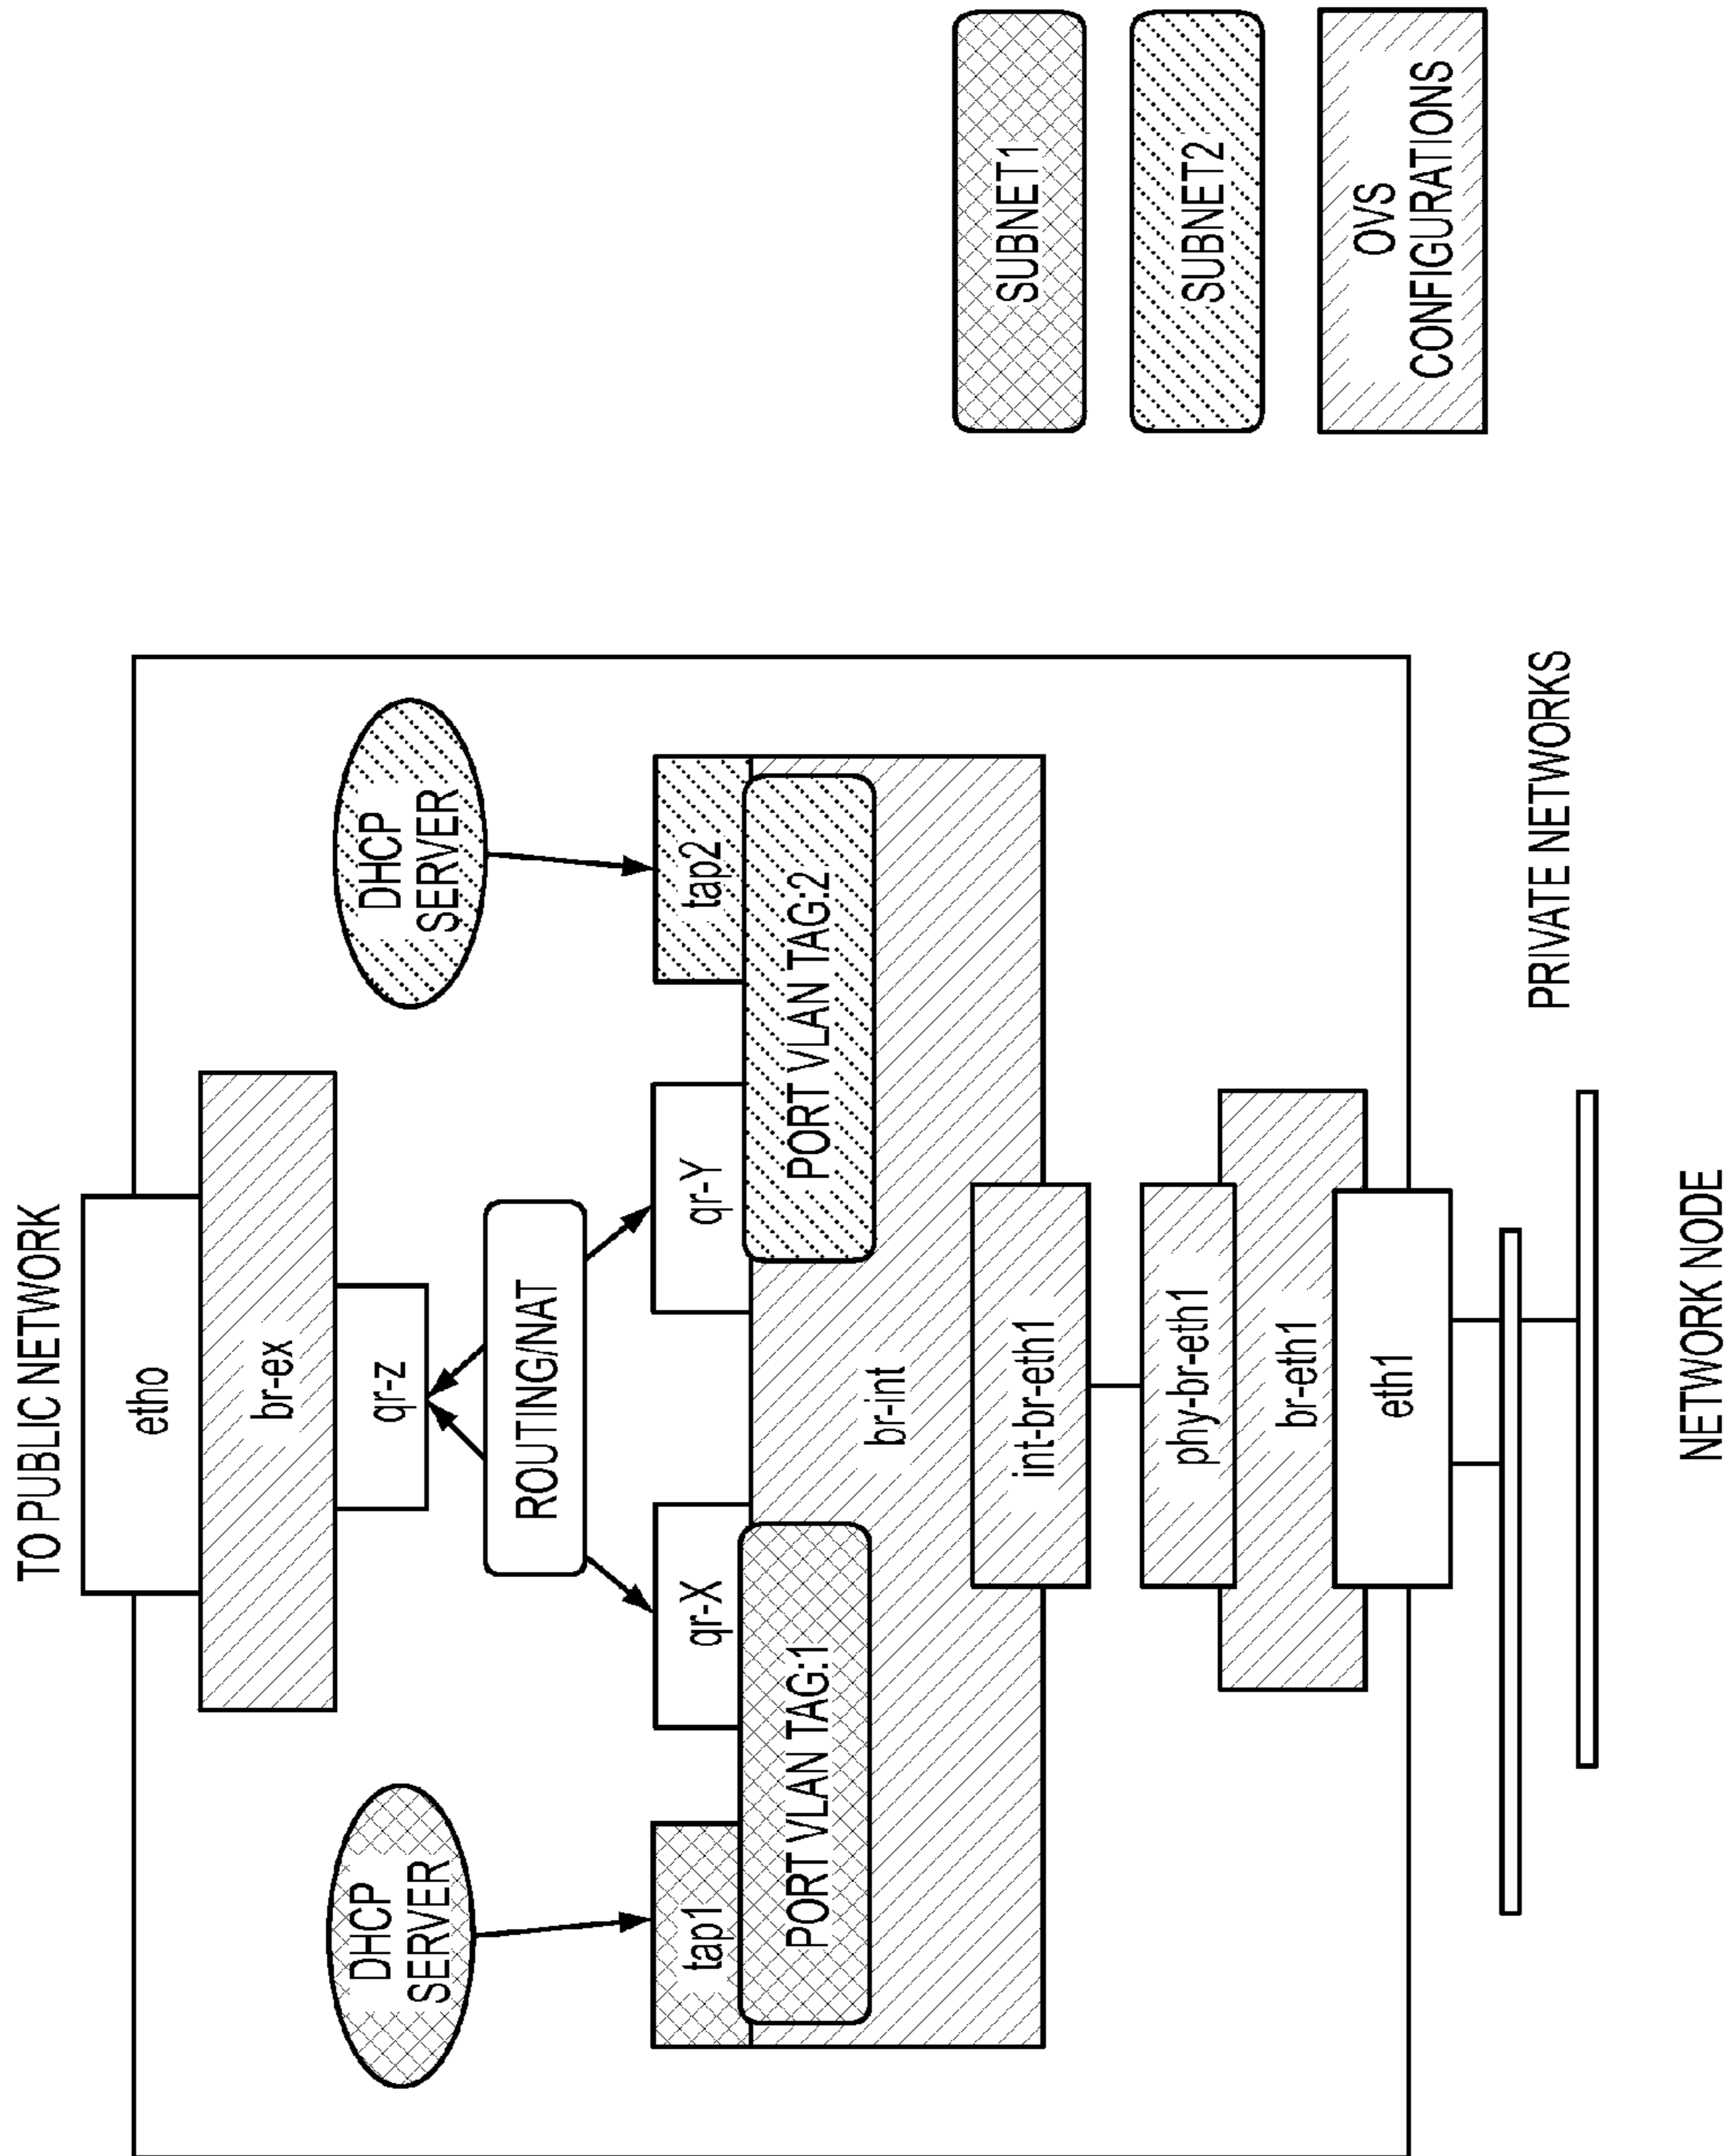 TO PUBLIC NETWORK
etho
br-ex
qr-z
DHCP
SERVER
DHCP
SERVER
ROUTING/NAT
tap1
qr-X
qr-Y
tap2
PORT VLAN TAG:1
PORT VLAN TAG:2
br-int
int-br-eth1
phy-br-eth1
br-eth1
eth1
PRIVATE NETWORKS
NETWORK NODE
SUBNET1
SUBNET2
OVS
CONFIGURATIONS